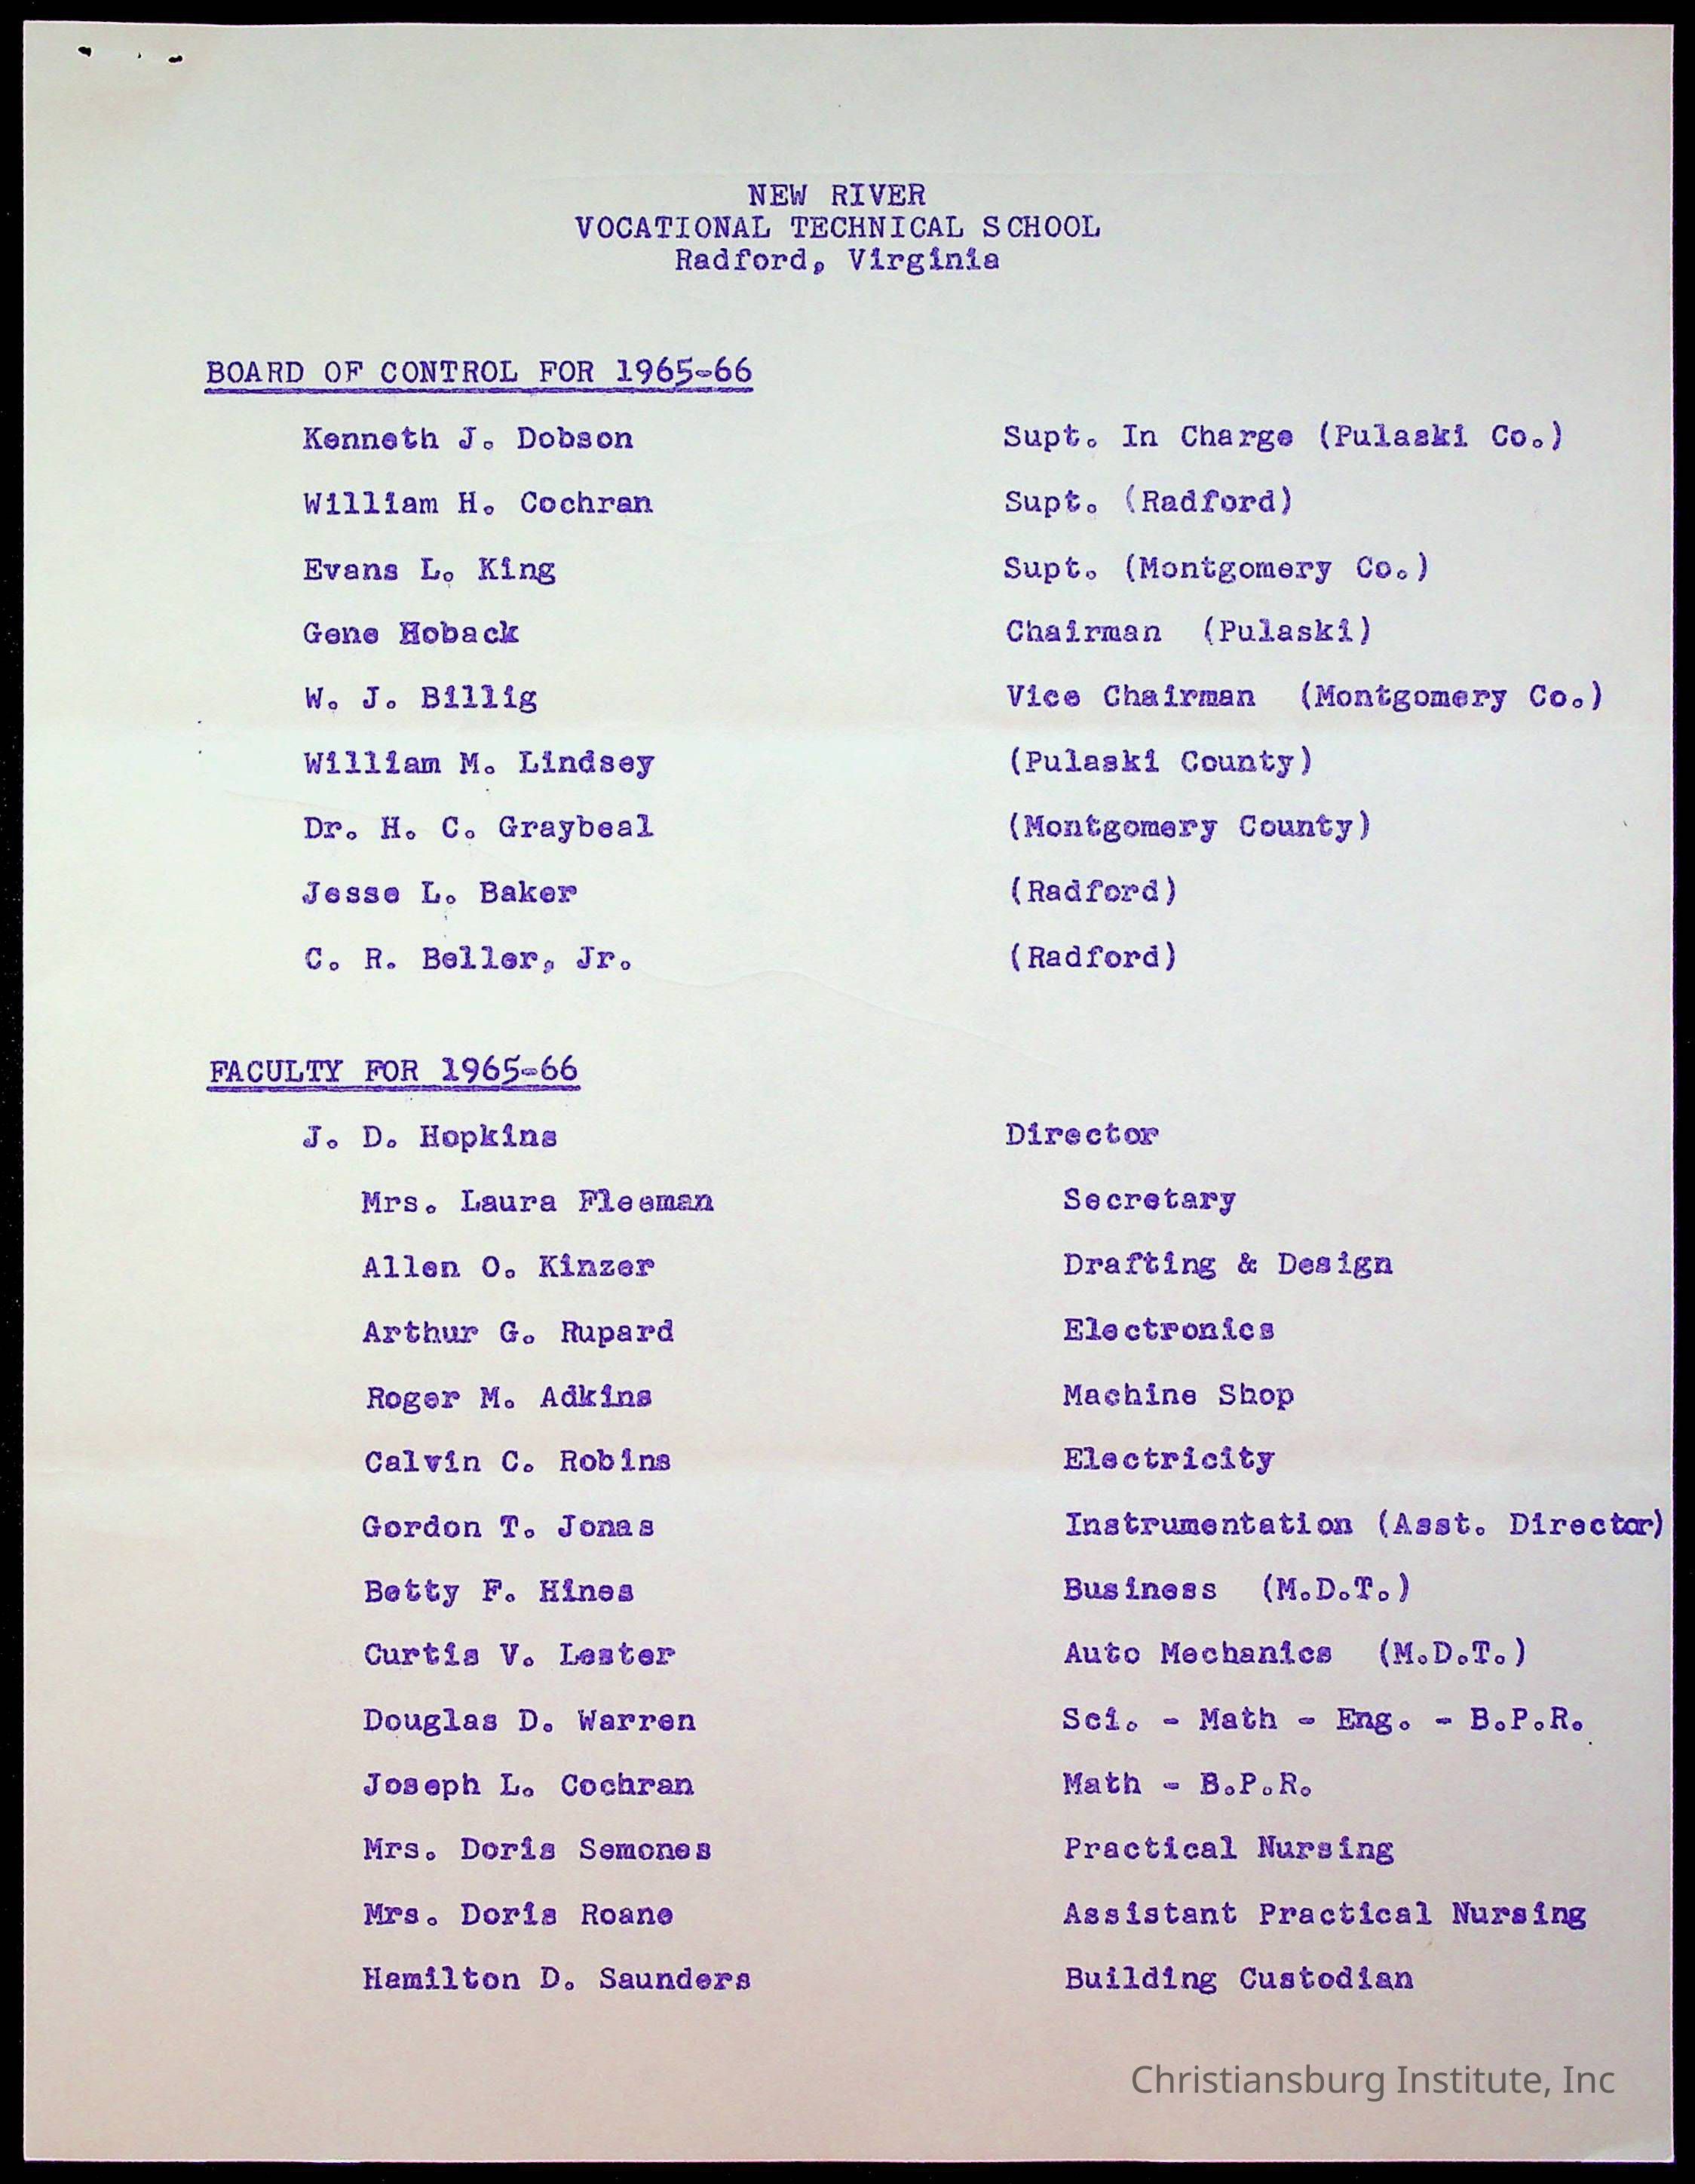 NEW RIVER
VOCATIONAL TECHNICAL SCHOOL
Radford, Virginia
BOARD OF CONTROL FOR 1965-66
Kenneth J. Dobson Supt. In Charge (Pulaski Co.)
William H. Cochran Supt. (Radford)
Evans L. King Supt. (Montgomery Co.)
Gene Hoback Chairman (Pulaski)
W. J. Billig Vice Chairman (Montgomery Co.)
William M. Lindsey (Pulaski County)
Dr. H. C. Graybeal (Montgomery County)
Jesse L. Baker (Radford)
C. R. Beller, Jr. (Radford)
FACULTY FOR 1965-66
J. D. Hopkins Director
Mrs. Laura Fleeman Secretary
Allen O. Kinzer Drafting & Design
Arthur G. Rupard Electronics
Roger M. Adkins Machine Shop
Calvin C. Robins Electricity
Gordon T. Jonas Instrumentation (Asst. Director)
Betty F. Hines Business (M.D.T.)
Curtis V. Lester Auto Mechanics (M.D.T.)
Douglas D. Warren Sci. - Math - Eng. - B.P.R.
Joseph L. Cochran Math - B.P.R.
Mrs. Doris Semones Practical Nursing
Mrs. Doris Roane Assistant Practical Nursing
Hamilton D. Saunders Building Custodian
Christiansburg Institute, Inc